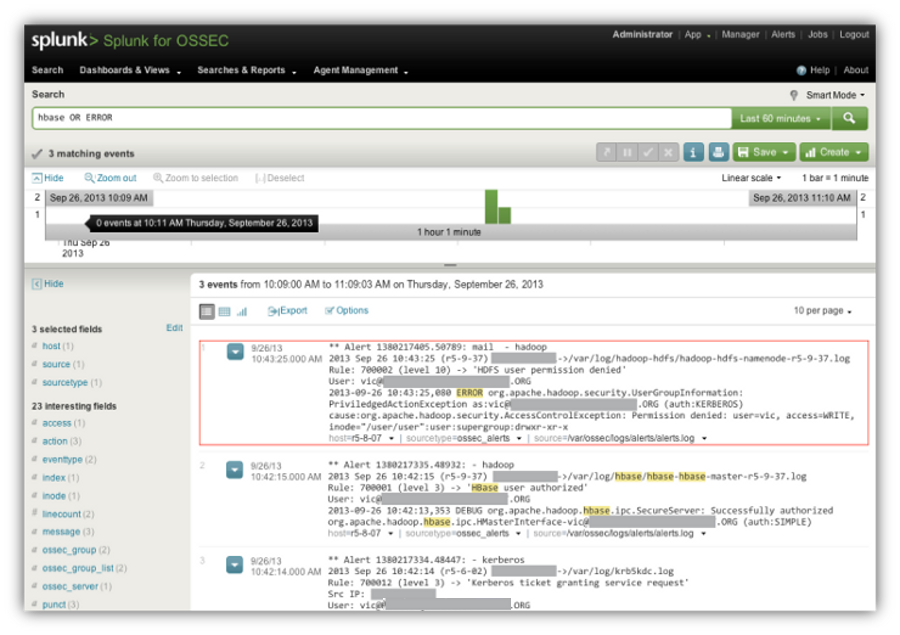 splunk> Splunk for OSSEC
Administrator | App | Manager | Alerts | Jobs | Logout
Search Dashboards & Views Searches & Reports Agent Management Help | About
Search Smart Mode
hbase OR ERROR Last 60 minutes
3 matching events i Save Create
Hide Zoom out Zoom to selection Deselect Linear scale 1 bar = 1 minute
2 Sep 26, 2013 10:09 AM Sep 26, 2013 11:10 AM 2
1 0 events at 10:11 AM Thursday, September 26, 2013 1
1 hour 1 minute
Thu Sep 26
2013
Hide
3 events from 10:09:00 AM to 11:09:03 AM on Thursday, September 26, 2013
Export Options 10 per page
3 selected fields Edit
host (1)
source (1)
sourcetype (1)
23 interesting fields
access (1)
action (3)
eventtype (2)
index (1)
inode (1)
linecount (2)
message (3)
ossec_group (2)
ossec_group_list (2)
ossec_server (1)
punct (3)
1 9/26/13 ** Alert 1380217405.50789: mail - hadoop
10:43:25.000 AM 2013 Sep 26 10:43:25 (r5-9-37) ->/var/log/hadoop-hdfs/hadoop-hdfs-namenode-r5-9-37.log
Rule: 700002 (level 10) -> 'HDFS user permission denied'
User: vic@ .ORG
2013-09-26 10:43:25,080 ERROR org.apache.hadoop.security.UserGroupInformation:
PriviledgedActionException as:vic@ .ORG (auth:KERBEROS)
cause:org.apache.hadoop.security.AccessControlException: Permission denied: user=vic, access=WRITE,
inode="/user/user":user:supergroup:drwxr-xr-x
host=r5-8-07 | sourcetype=ossec_alerts | source=/var/ossec/logs/alerts/alerts.log
2 9/26/13 ** Alert 1380217335.48932: - hadoop
10:42:15.000 AM 2013 Sep 26 10:42:15 (r5-9-37) ->/var/log/hbase/hbase-hbase-master-r5-9-37.log
Rule: 700001 (level 3) -> 'HBase user authorized'
User: vic@ .ORG
2013-09-26 10:42:13,353 DEBUG org.apache.hadoop.hbase.ipc.SecureServer: Successfully authorized
org.apache.hadoop.hbase.ipc.HMasterInterface-vic@ .ORG (auth:SIMPLE)
host=r5-8-07 | sourcetype=ossec_alerts | source=/var/ossec/logs/alerts/alerts.log
3 9/26/13 ** Alert 1380217334.48447: - kerberos
10:42:14.000 AM 2013 Sep 26 10:42:14 (r5-6-02) ->/var/log/krb5kdc.log
Rule: 700012 (level 3) -> 'Kerberos ticket granting service request'
Src IP:
User: vic@ .ORG